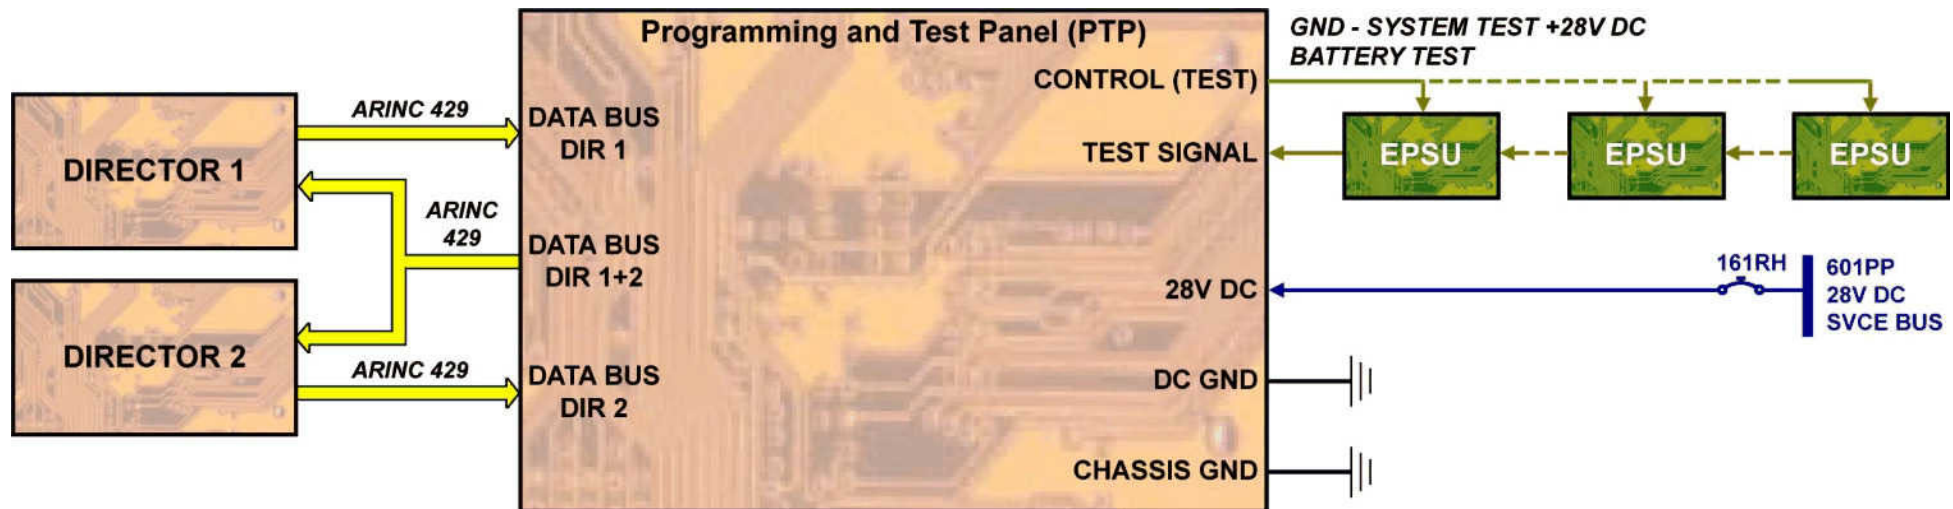 Programming and Test Panel (PTP)
GND - SYSTEM TEST +28V DC
BATTERY TEST
CONTROL (TEST)
ARINC 429
DATA BUS
DIR 1
TEST SIGNAL
EPSU
EPSU
EPSU
DIRECTOR 1
ARINC
429
DATA BUS
DIR 1+2
28V DC
161RH
601PP
28V DC
SVCE BUS
DIRECTOR 2
ARINC 429
DATA BUS
DIR 2
DC GND
CHASSIS GND